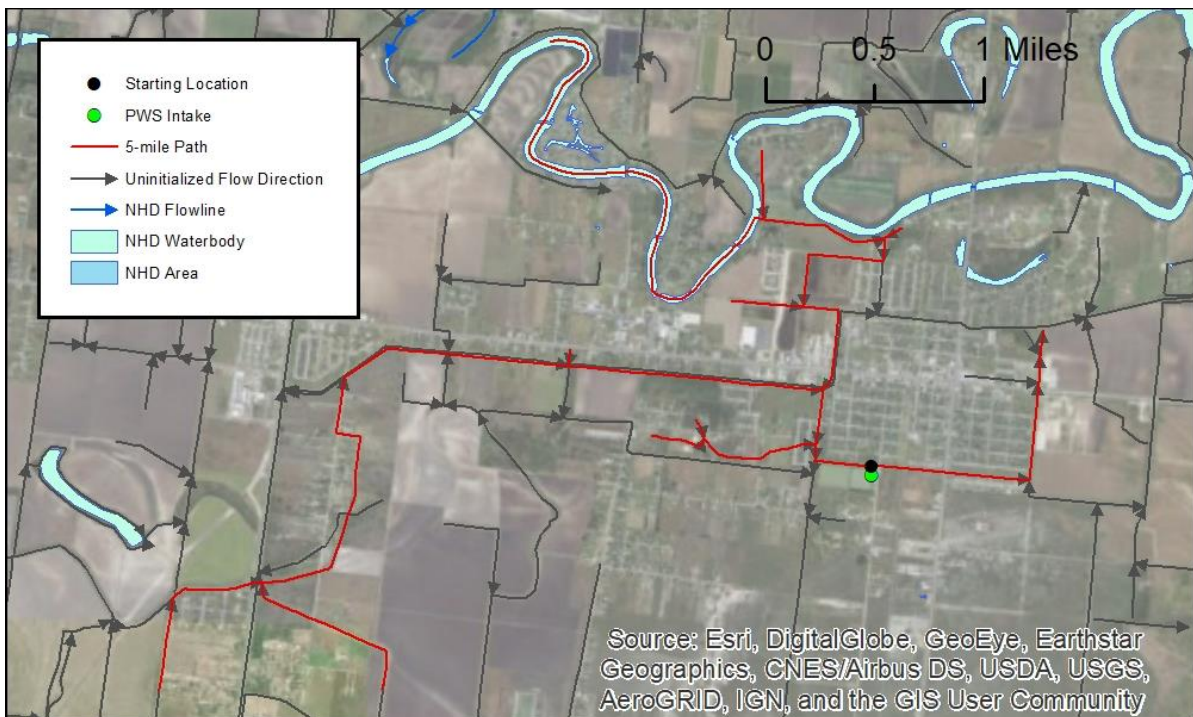 Starting Location
PWS Intake
5-mile Path
Uninitialized Flow Direction
NHD Flowline
NHD Waterbody
NHD Area
0 0.5 1 Miles
Source: Esri, DigitalGlobe, GeoEye, Earthstar
Geographics, CNES/Airbus DS, USDA, USGS,
AeroGRID, IGN, and the GIS User Community